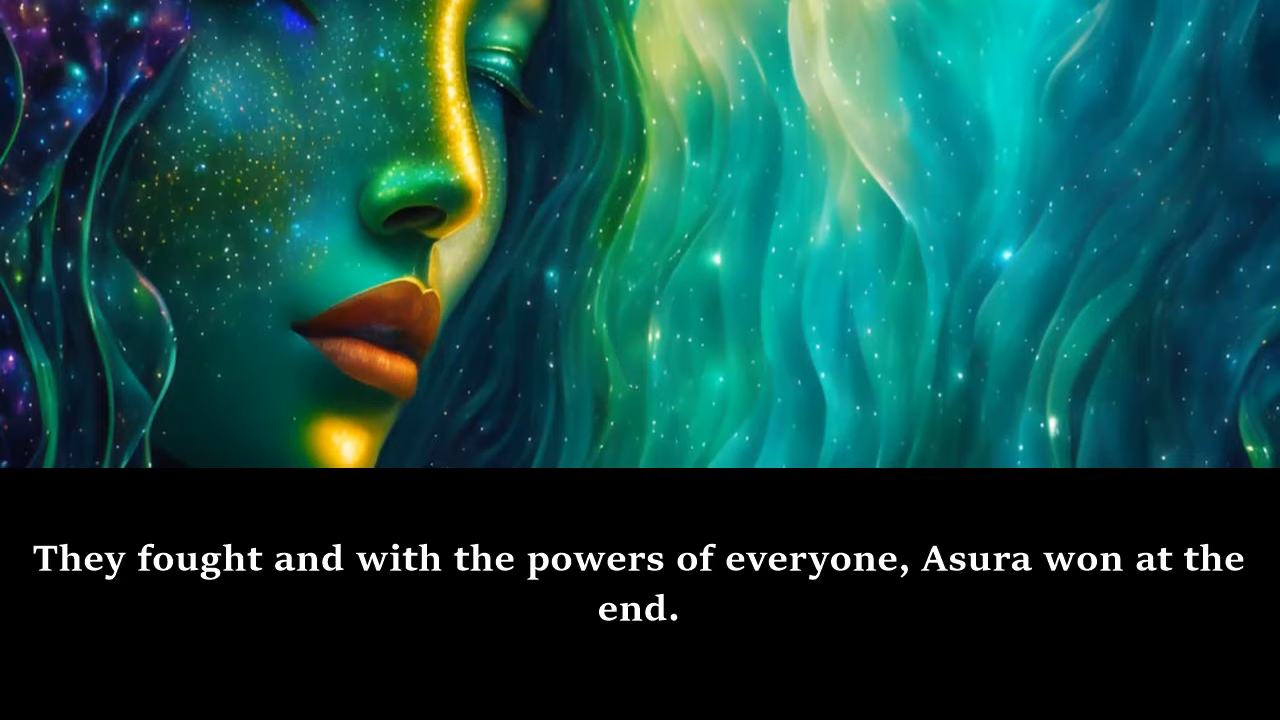 They fought and with the powers of everyone, Asura won at the
end.